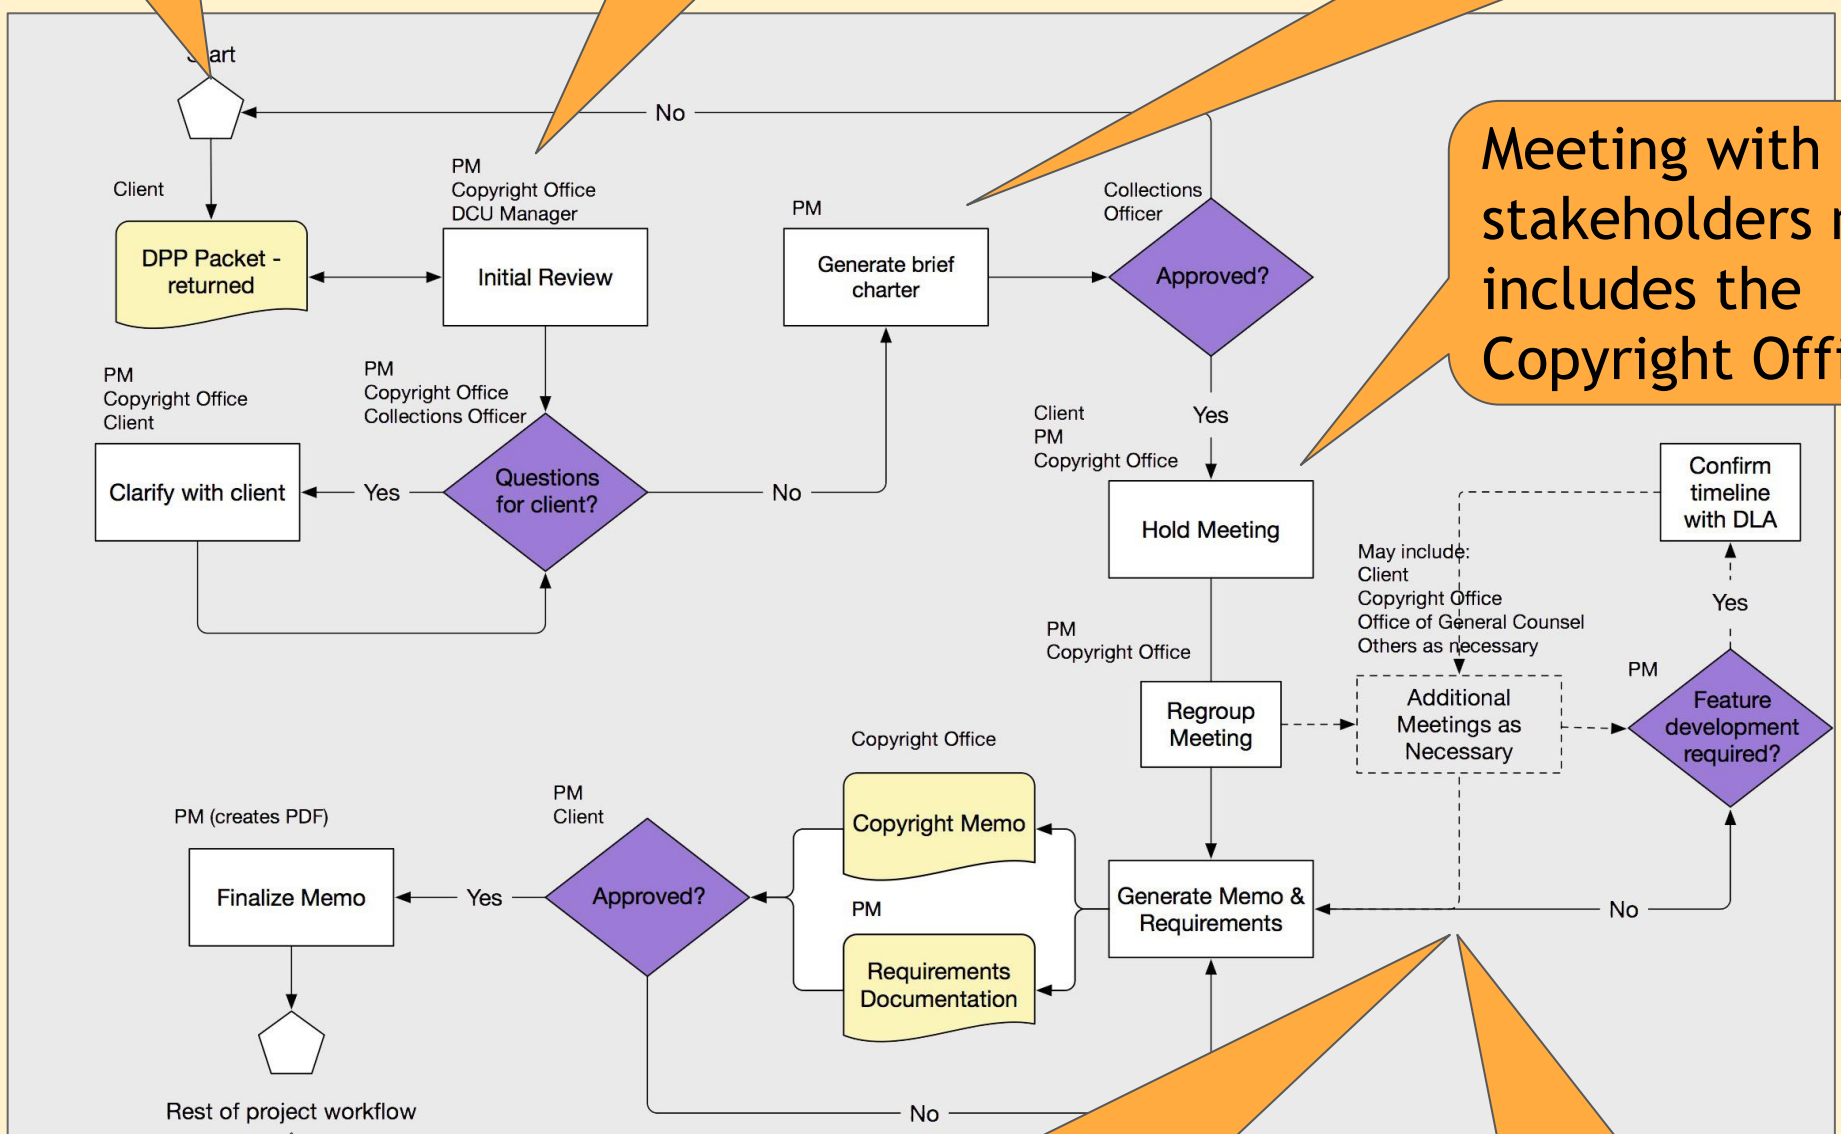 No
PM
Copyright Office
DCU Manager
Client
Collections
Officer
PM
Meeting with
stakeholders
includes the
Copyright
DPP Packet -
returned
Initial Review
Generate brief
charter
Approved?
PM
Copyright Office
Client
PM
Copyright Office
Collections Officer
Client
PM
Copyright Office
Yes
Clarify with client
Yes
Questions
for client?
No
Hold Meeting
Confirm
timeline
with DLA
May include:
Client
Copyright Office
Office of General Counsel
Others as necessary
Yes
PM
Copyright Office
PM
Regroup
Meeting
Additional
Meetings as
Necessary
Feature
development
required?
Copyright Office
PM (creates PDF)
PM
Client
Copyright Memo
Finalize Memo
Yes
Approved?
PM
Generate Memo &
Requirements
No
Requirements
Documentation
Rest of project workflow
No